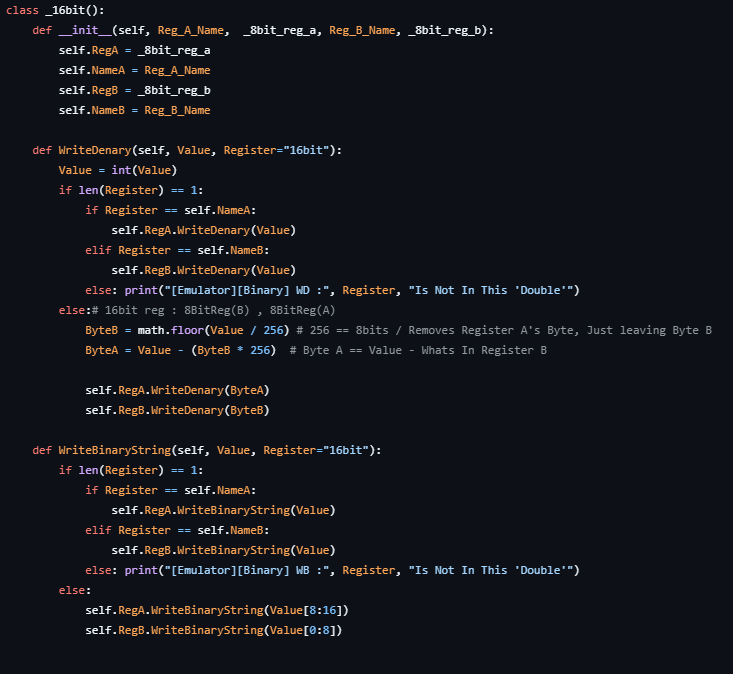 class _16bit():
    def __init__(self, Reg_A_Name,  _8bit_reg_a, Reg_B_Name, _8bit_reg_b):
        self.RegA = _8bit_reg_a
        self.NameA = Reg_A_Name
        self.RegB = _8bit_reg_b
        self.NameB = Reg_B_Name

    def WriteDenary(self, Value, Register="16bit"):
        Value = int(Value)
        if len(Register) == 1:
            if Register == self.NameA:
                self.RegA.WriteDenary(Value)
            elif Register == self.NameB:
                self.RegB.WriteDenary(Value)
            else: print("[Emulator][Binary] WD :", Register, "Is Not In This 'Double'")
        else:# 16bit reg : 8BitReg(B) , 8BitReg(A)
            ByteB = math.floor(Value / 256) # 256 == 8bits / Removes Register A's Byte, Just leaving Byte B
            ByteA = Value - (ByteB * 256)  # Byte A == Value - Whats In Register B

            self.RegA.WriteDenary(ByteA)
            self.RegB.WriteDenary(ByteB)

    def WriteBinaryString(self, Value, Register="16bit"):
        if len(Register) == 1:
            if Register == self.NameA:
                self.RegA.WriteBinaryString(Value)
            elif Register == self.NameB:
                self.RegB.WriteBinaryString(Value)
            else: print("[Emulator][Binary] WB :", Register, "Is Not In This 'Double'")
        else:
            self.RegA.WriteBinaryString(Value[8:16])
            self.RegB.WriteBinaryString(Value[0:8])